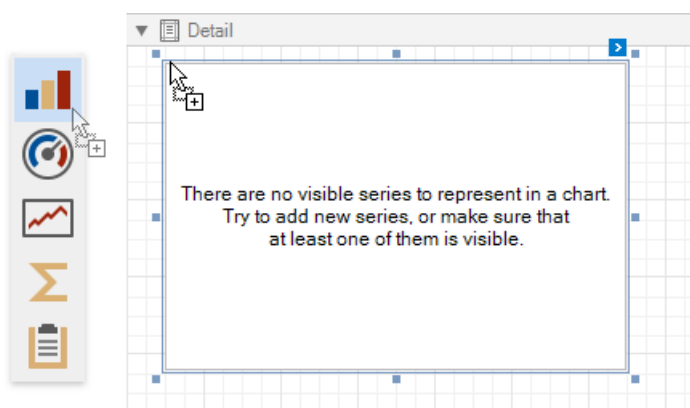 Detail
There are no visible series to represent in a chart.
Try to add new series, or make sure that
at least one of them is visible.